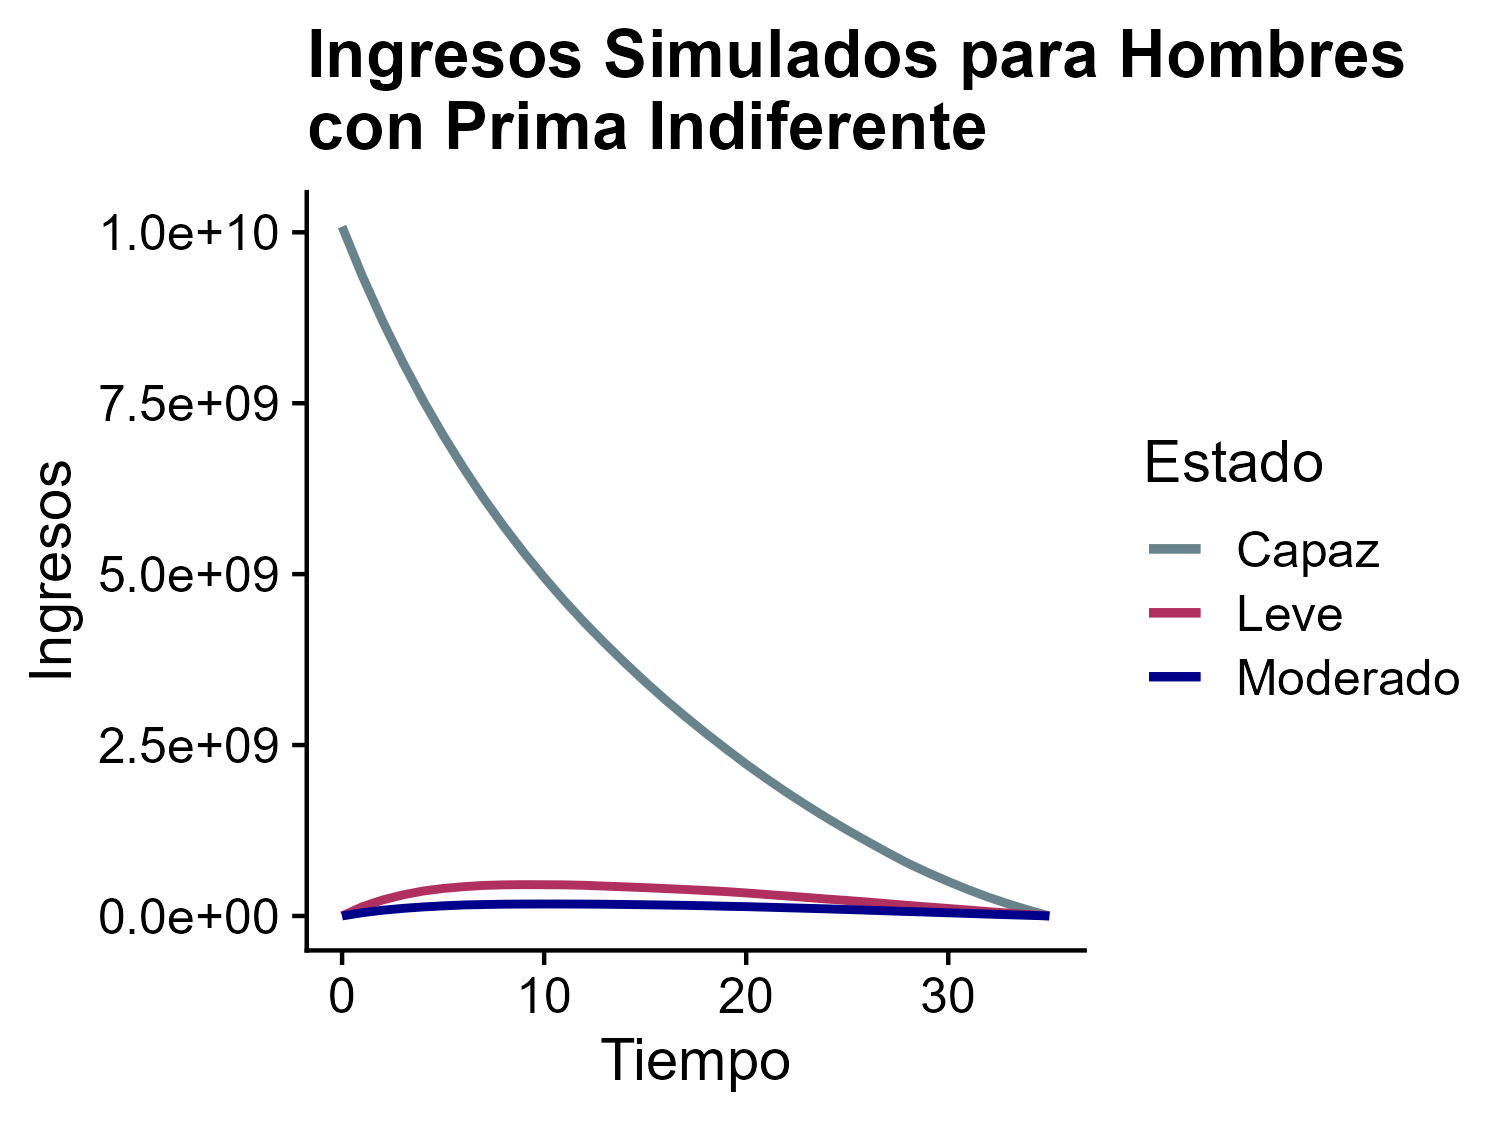 Ingresos Simulados para Hombres
con Prima Indiferente
Ingresos
1.0e+10
7.5e+09
5.0e+09
2.5e+09
0.0e+00
0 10 20 30
Tiempo
Estado
Capaz
Leve
Moderado